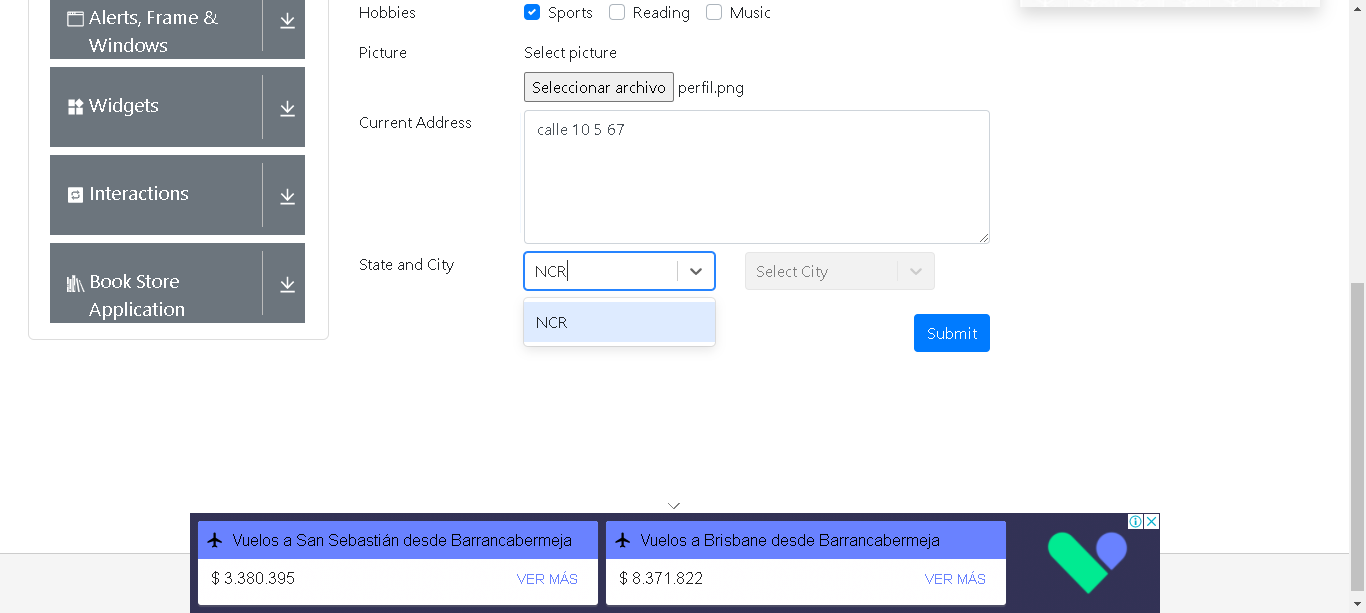 Alerts, Frame &
Windows
Widgets
Interactions
Book Store
Application
Hobbies
Sports Reading Music
Picture
Select picture
Seleccionar archivo perfil.png
Current Address
calle 10 5 67
State and City
NCR
Select City
NCR
Submit
Vuelos a San Sebastián desde Barrancabermeja
$ 3.380.395
VER MÁS
Vuelos a Brisbane desde Barrancabermeja
$ 8.371.822
VER MÁS